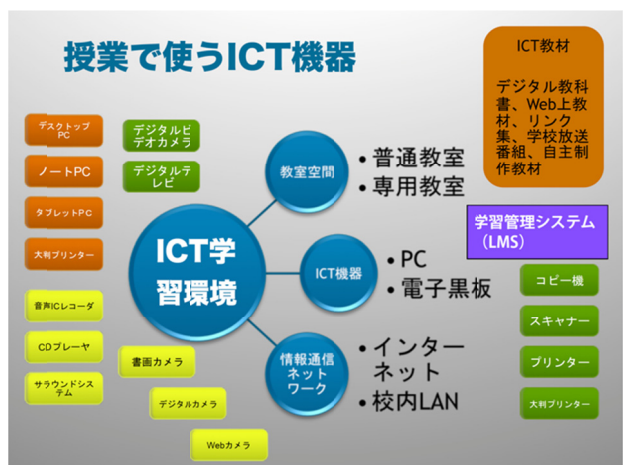 授業で使うICT機器
ICT教材
デジタル教科
書、Web上教
材、リンク
集、学校放送
番組、自主制
作教材
デスクトップ
PC
ノートPC
タブレットPC
大判プリンター
音声ICレコーダ
CDプレーヤ
サラウンドシス
テム
デジタルビ
デオカメラ
デジタルテ
レビ
書画カメラ
デジタルカメラ
Webカメラ
ICT学
習環境
教室空間
• 普通教室
• 専用教室
ICT機器
• PC
• 電子黒板
情報通信
ネット
ワーク
• インター
ネット
• 校内LAN
学習管理システム
（LMS）
コピー機
スキャナー
プリンター
大判プリンター